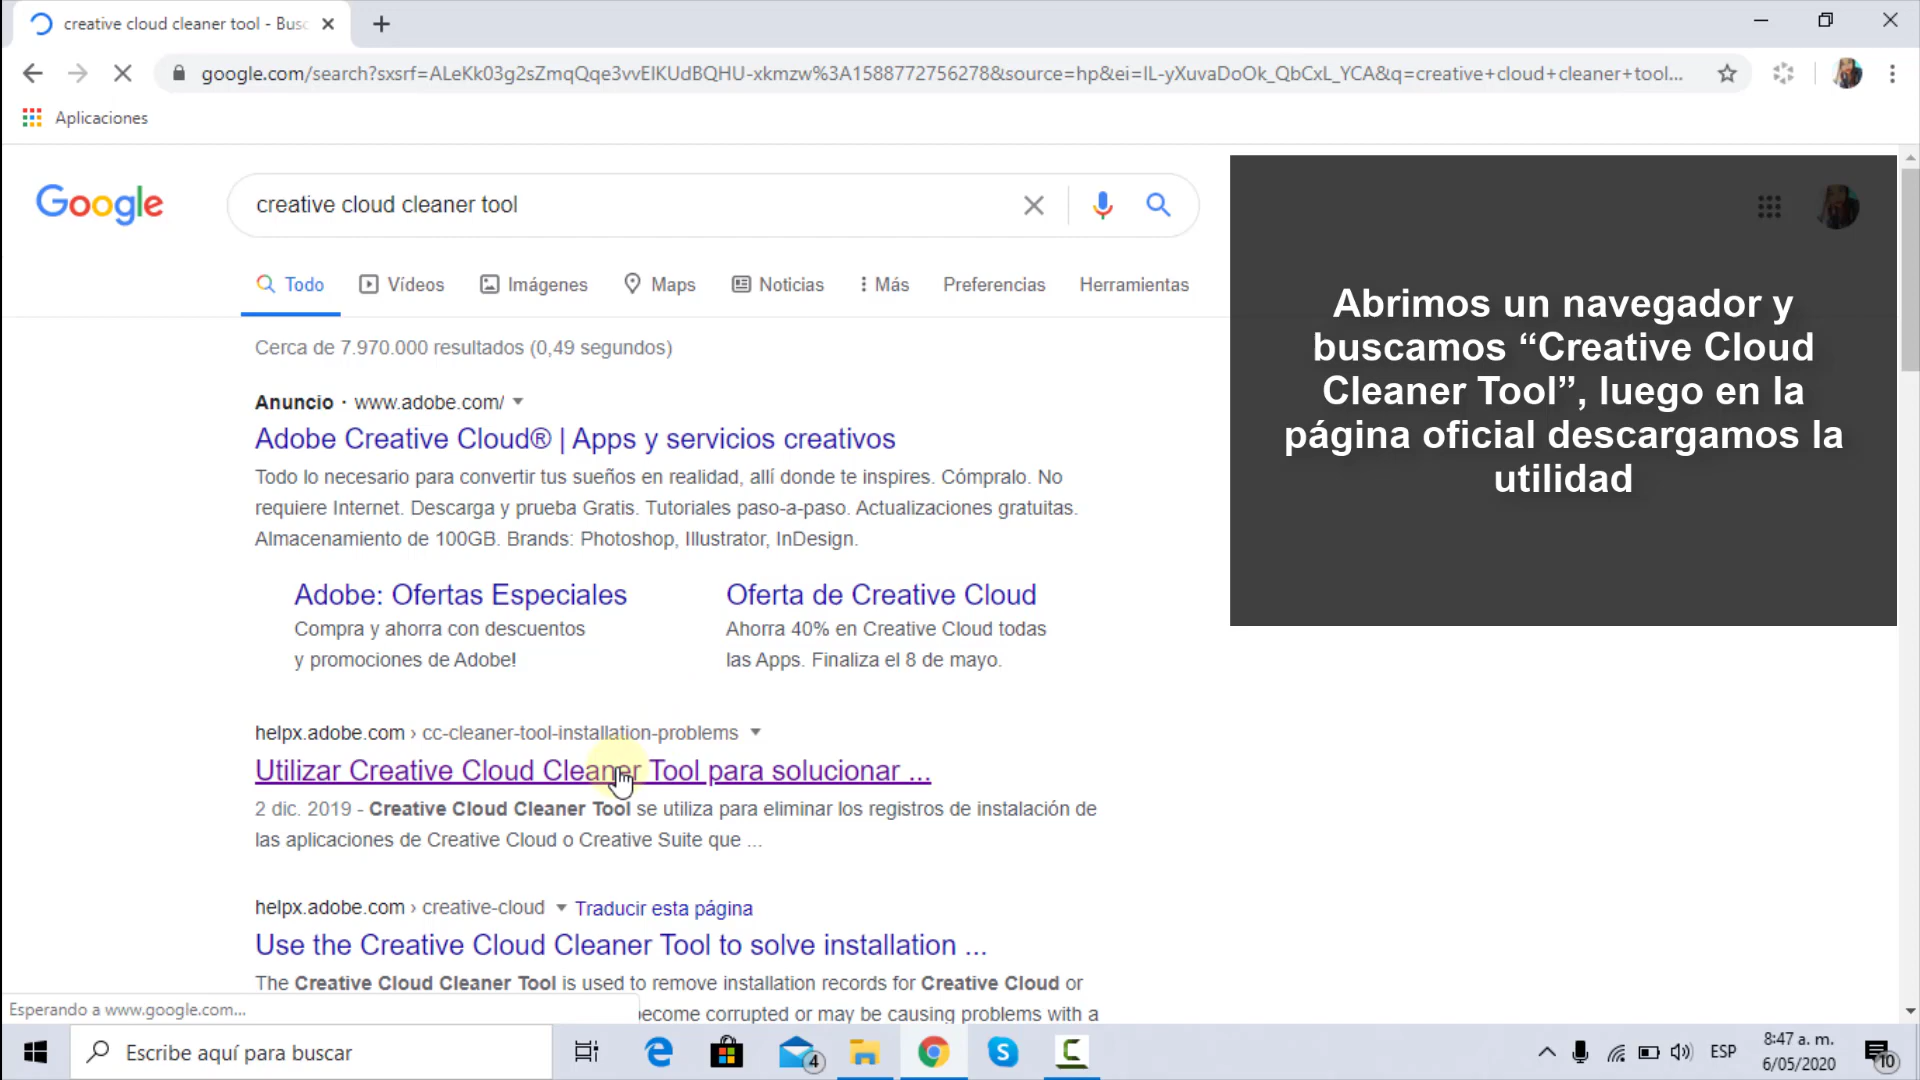 creative cloud cleaner tool - Busc
google.com/search?sxsrf=ALeKk03g2sZmqQqe3vvEIKUdBQHU-xkmzw%3A1588772756278&source=hp&ei=IL-yXuvaDoOk_QbCxL_YCA&q=creative+cloud+cleaner+tool...
Aplicaciones
Google
creative cloud cleaner tool
Todo Vídeos Imágenes Maps Noticias Más Preferencias Herramientas
Cerca de 7.970.000 resultados (0,49 segundos)
Anuncio · www.adobe.com/
Adobe Creative Cloud® | Apps y servicios creativos
Todo lo necesario para convertir tus sueños en realidad, allí donde te inspires. Cómpralo. No
requiere Internet. Descarga y prueba Gratis. Tutoriales paso-a-paso. Actualizaciones gratuitas.
Almacenamiento de 100GB. Brands: Photoshop, Illustrator, InDesign.
Adobe: Ofertas Especiales
Compra y ahorra con descuentos
y promociones de Adobe!
Oferta de Creative Cloud
Ahorra 40% en Creative Cloud todas
las Apps. Finaliza el 8 de mayo.
helpx.adobe.com › cc-cleaner-tool-installation-problems
Utilizar Creative Cloud Cleaner Tool para solucionar ...
2 dic. 2019 - Creative Cloud Cleaner Tool se utiliza para eliminar los registros de instalación de
las aplicaciones de Creative Cloud o Creative Suite que ...
helpx.adobe.com › creative-cloud Traducir esta página
Use the Creative Cloud Cleaner Tool to solve installation ...
The Creative Cloud Cleaner Tool is used to remove installation records for Creative Cloud or
become corrupted or may be causing problems with a
Abrimos un navegador y
buscamos “Creative Cloud
Cleaner Tool”, luego en la
página oficial descargamos la
utilidad
Esperando a www.google.com...
Escribe aquí para buscar
4
ESP
8:47 a. m.
6/05/2020
10